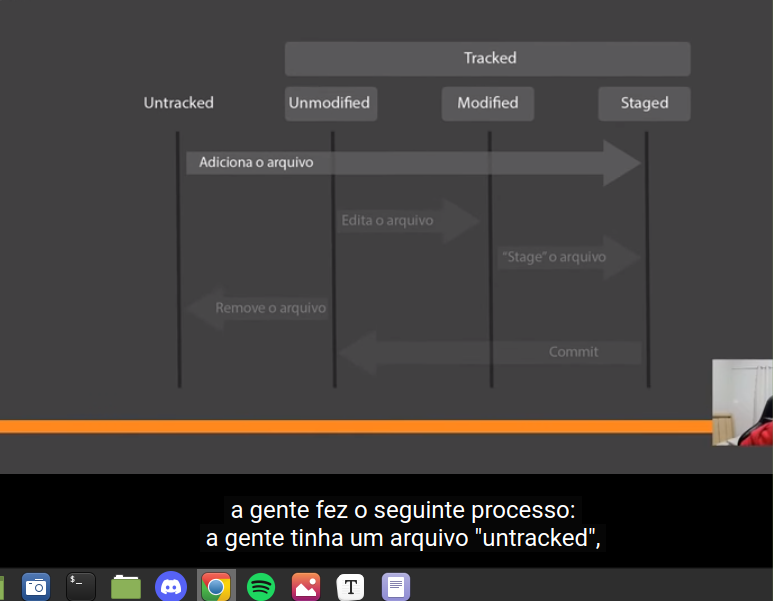 Tracked
Untracked
Unmodified
Modified
Staged
Adiciona o arquivo
Edita o arquivo
"Stage" o arquivo
Remove o arquivo
Commit
a gente fez o seguinte processo:
a gente tinha um arquivo "untracked",
$_
T